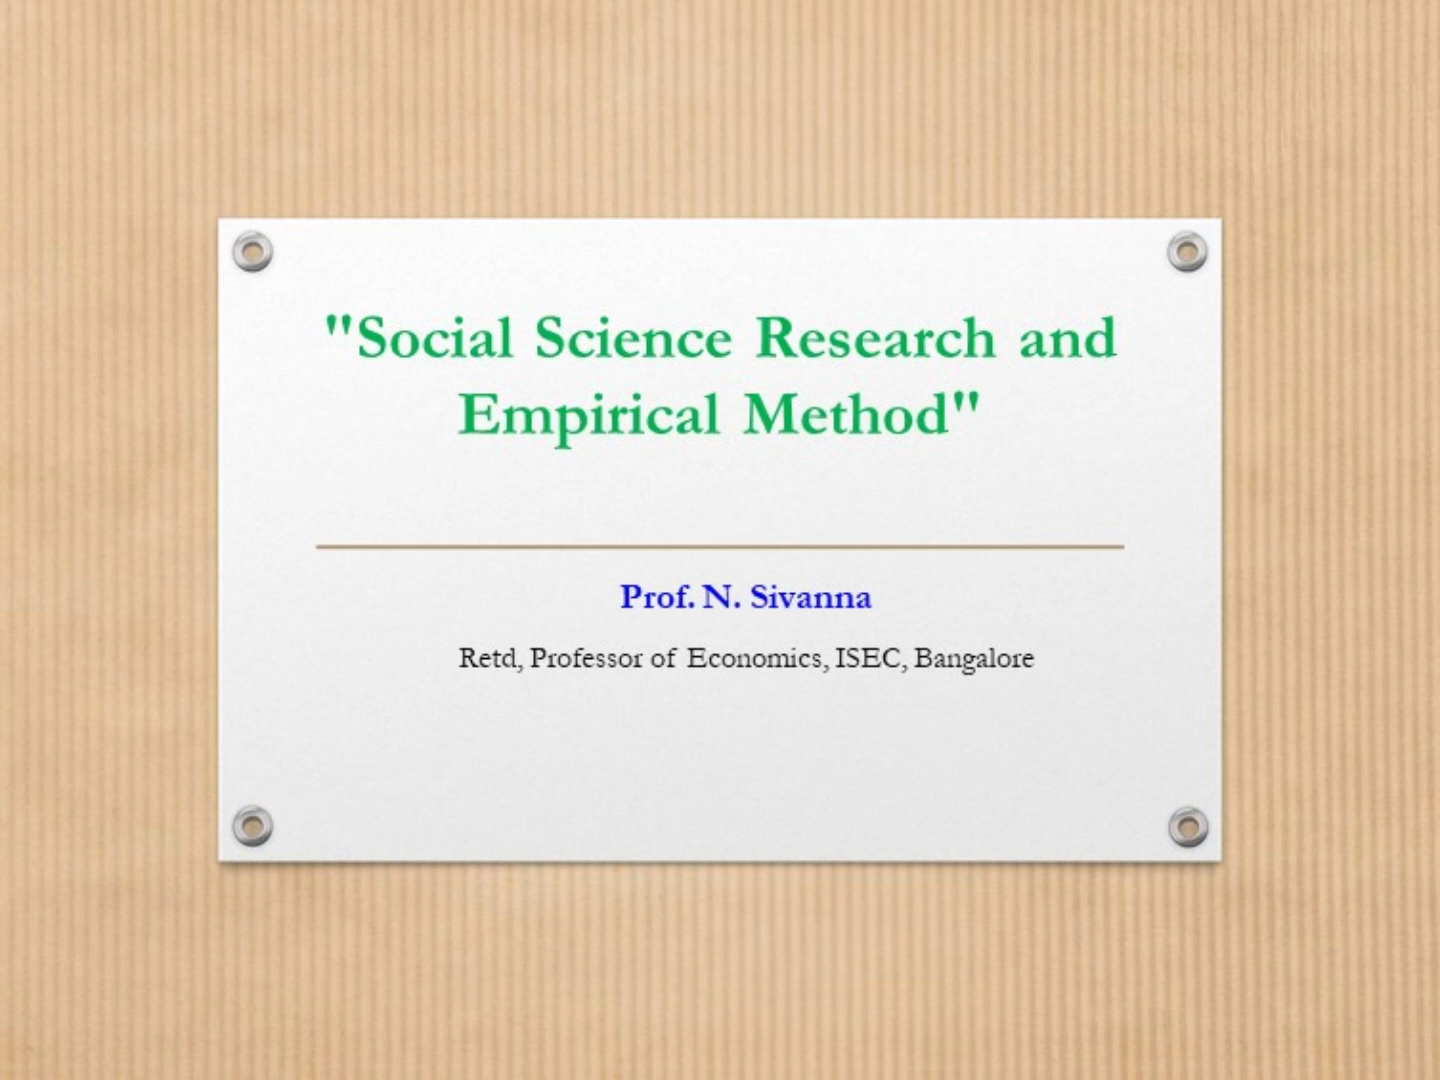 "Social Science Research and
Empirical Method"
Prof. N. Sivanna
Retd, Professor of Economics, ISEC, Bangalore